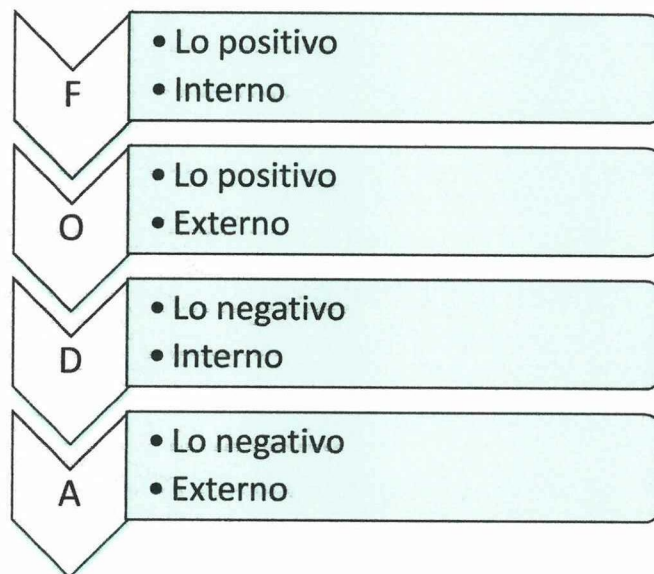 F
• Lo positivo
• Interno
O
• Lo positivo
• Externo
D
• Lo negativo
• Interno
A
• Lo negativo
• Externo